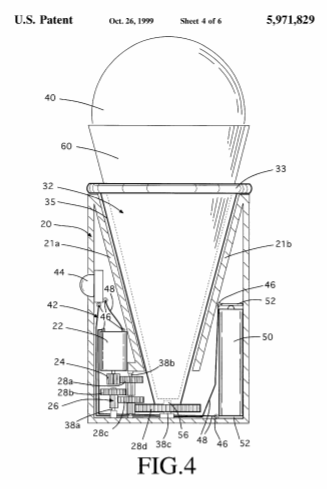 U.S. Patent Oct. 26, 1999 Sheet 4 of 6 5,971,829
40
60
33
32
35
20
21a 21b
44
48 46
42 52
46
22 50
24 38b
28a
28b
26
38a
28c 28d 38c 56 48 46 52
FIG.4